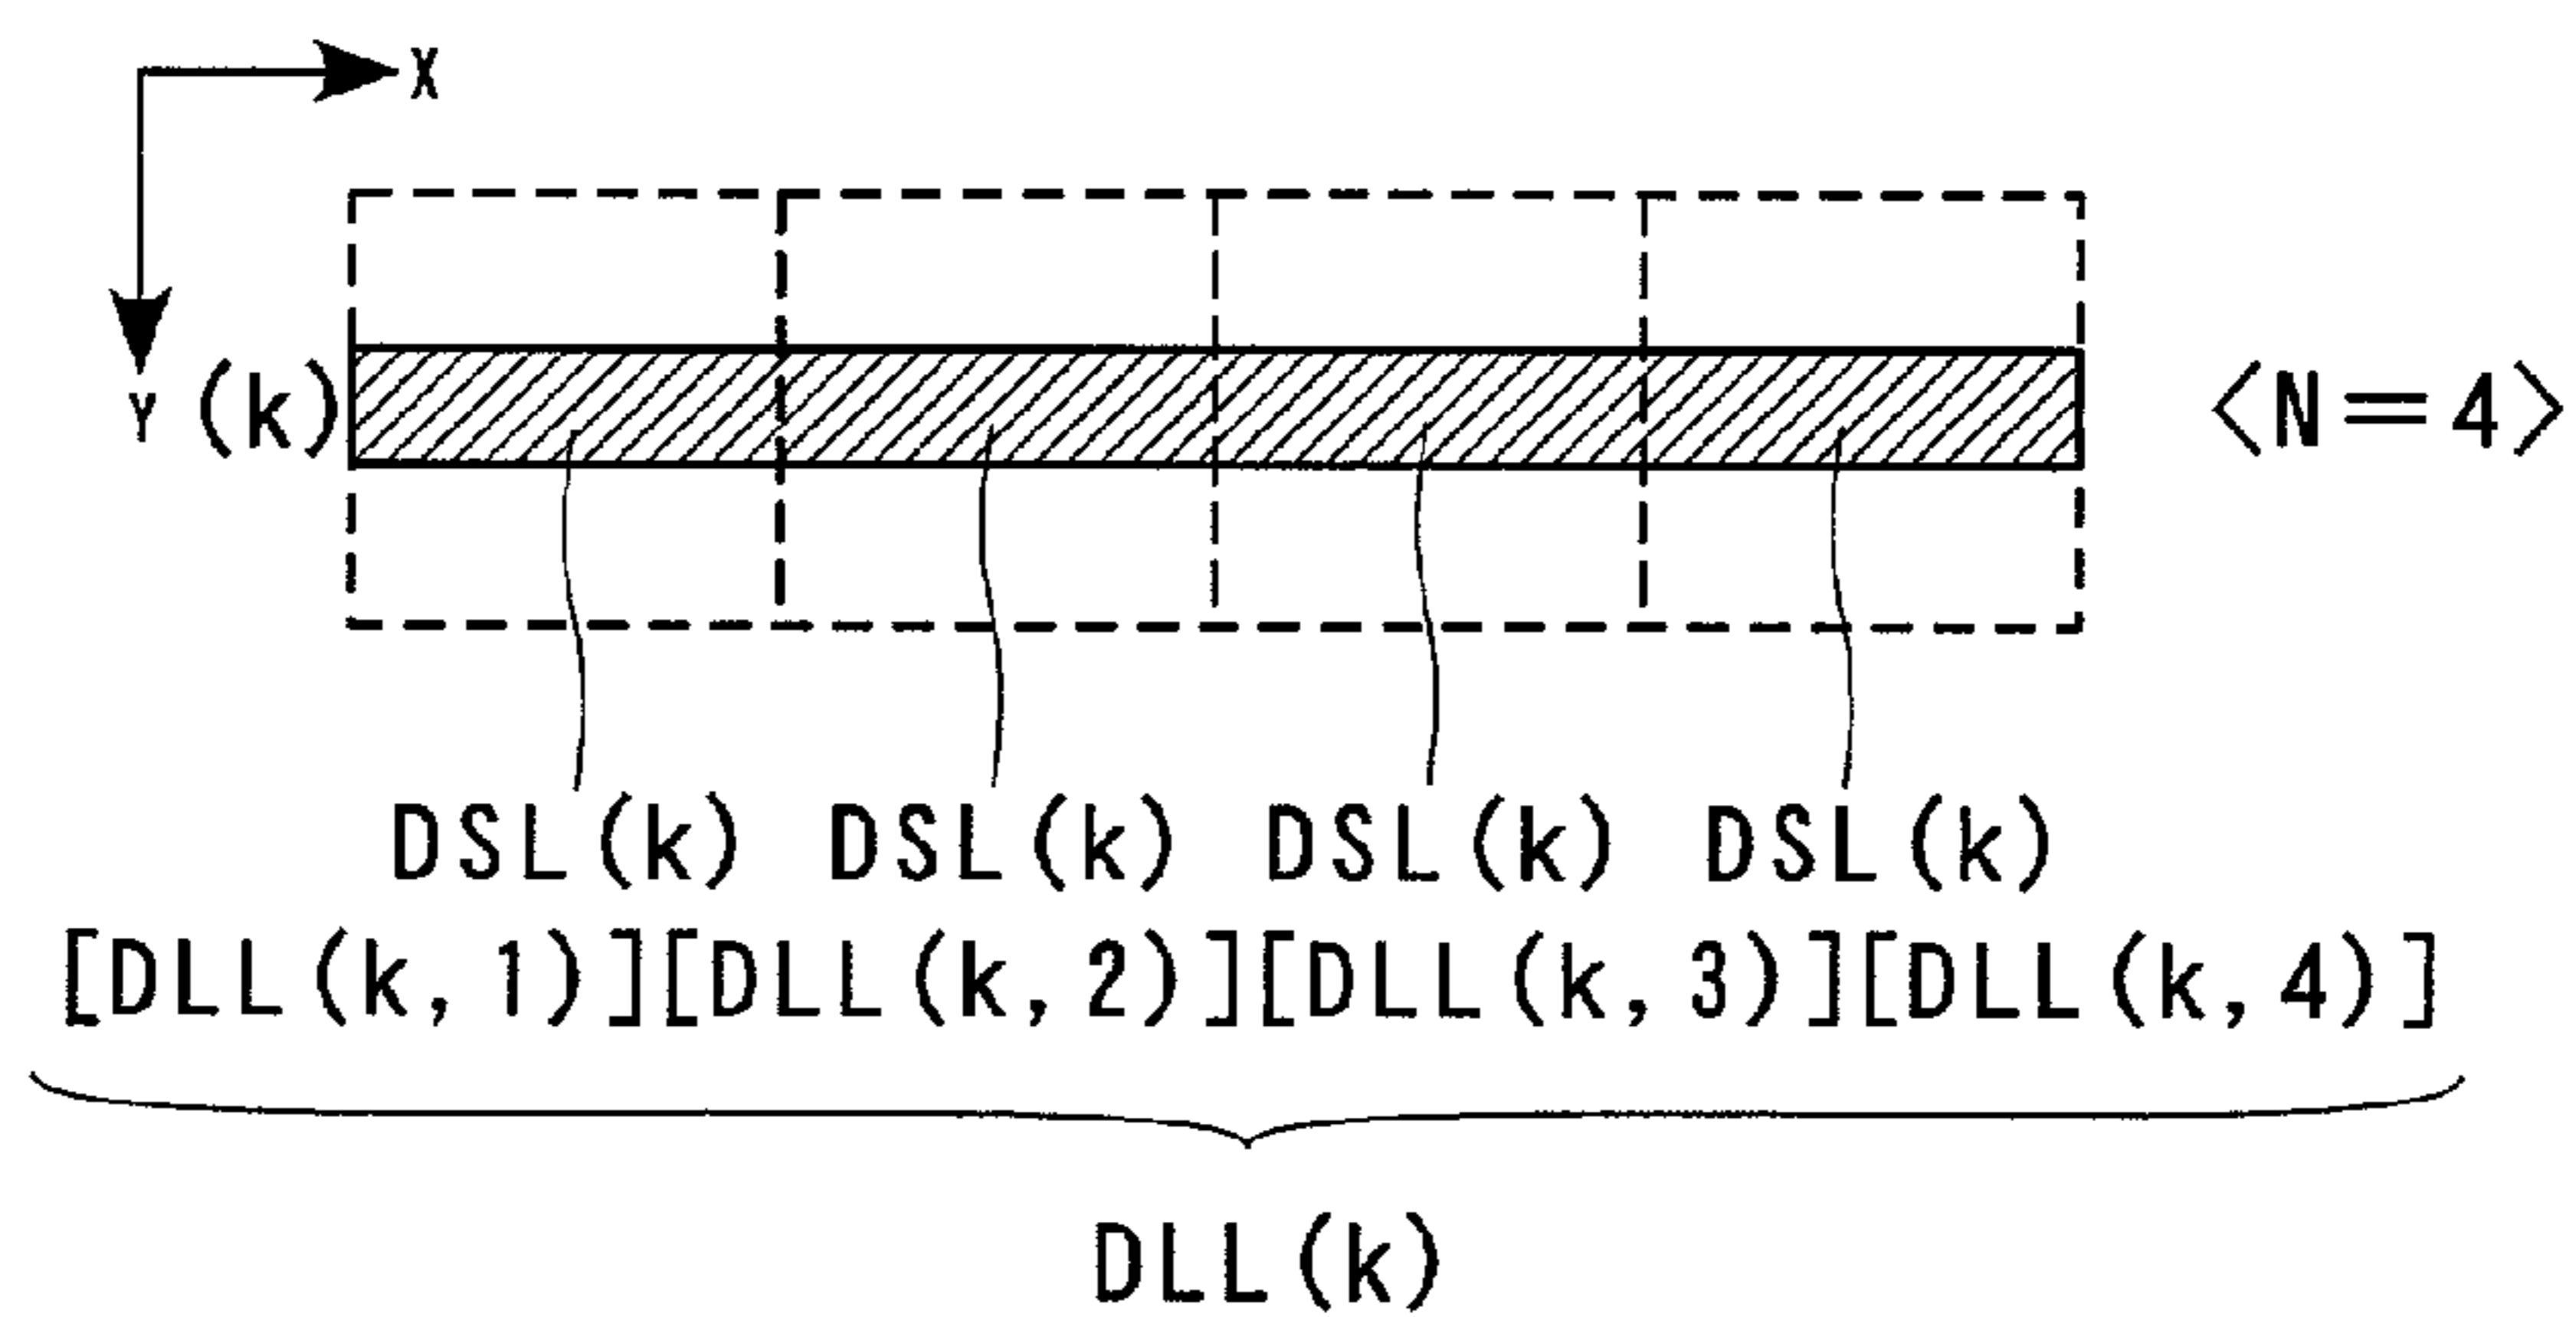 X
Y
(k)
<N=4>
DSL(k) DSL(k) DSL(k) DSL(k)
[DLL(k,1)][DLL(k,2)][DLL(k,3)][DLL(k,4)]
DLL(k)